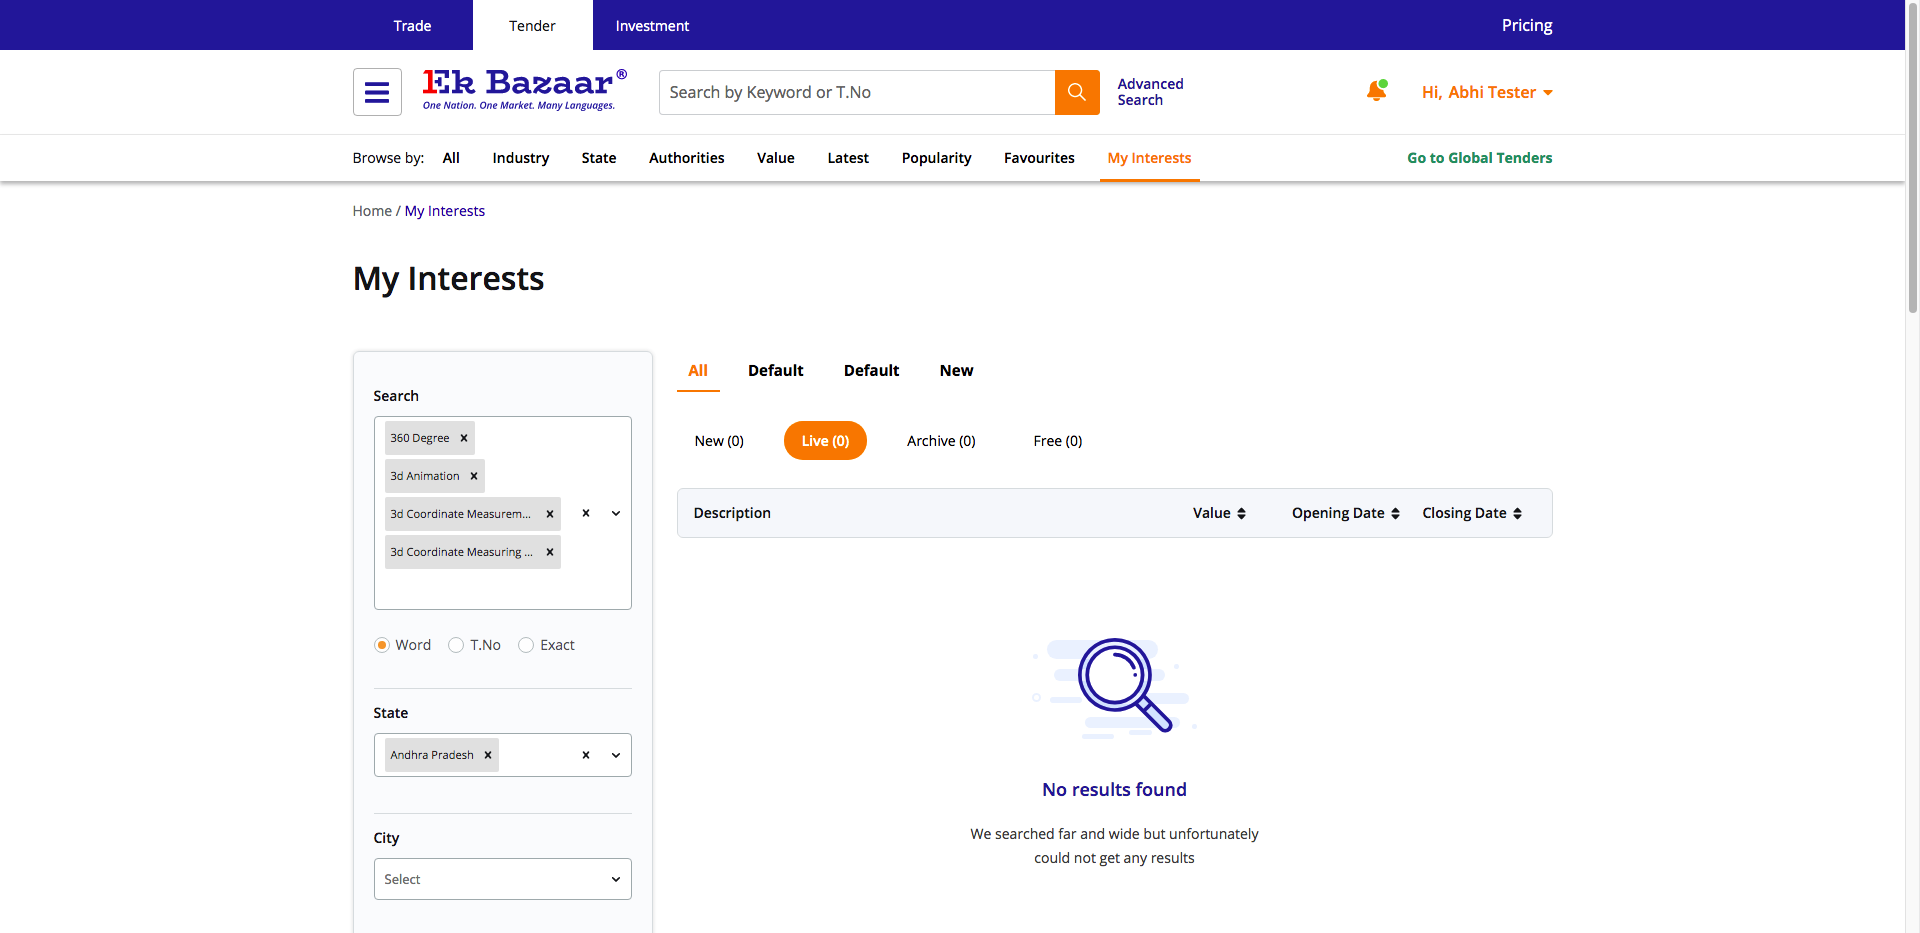 Trade
Tender
Investment
Pricing
1Ek Bazaar®
One Nation. One Market. Many Languages.
Search by Keyword or T.No
Advanced
Search
Hi, Abhi Tester
Browse by: All Industry State Authorities Value Latest Popularity Favourites My Interests
Go to Global Tenders
Home / My Interests
My Interests
Search
360 Degree ×
3d Animation ×
3d Coordinate Measurem... ×
3d Coordinate Measuring ... ×
×
Word T.No Exact
State
Andhra Pradesh × ×
City
Select
All Default Default New
New (0) Live (0) Archive (0) Free (0)
Description Value Opening Date Closing Date
No results found
We searched far and wide but unfortunately
could not get any results